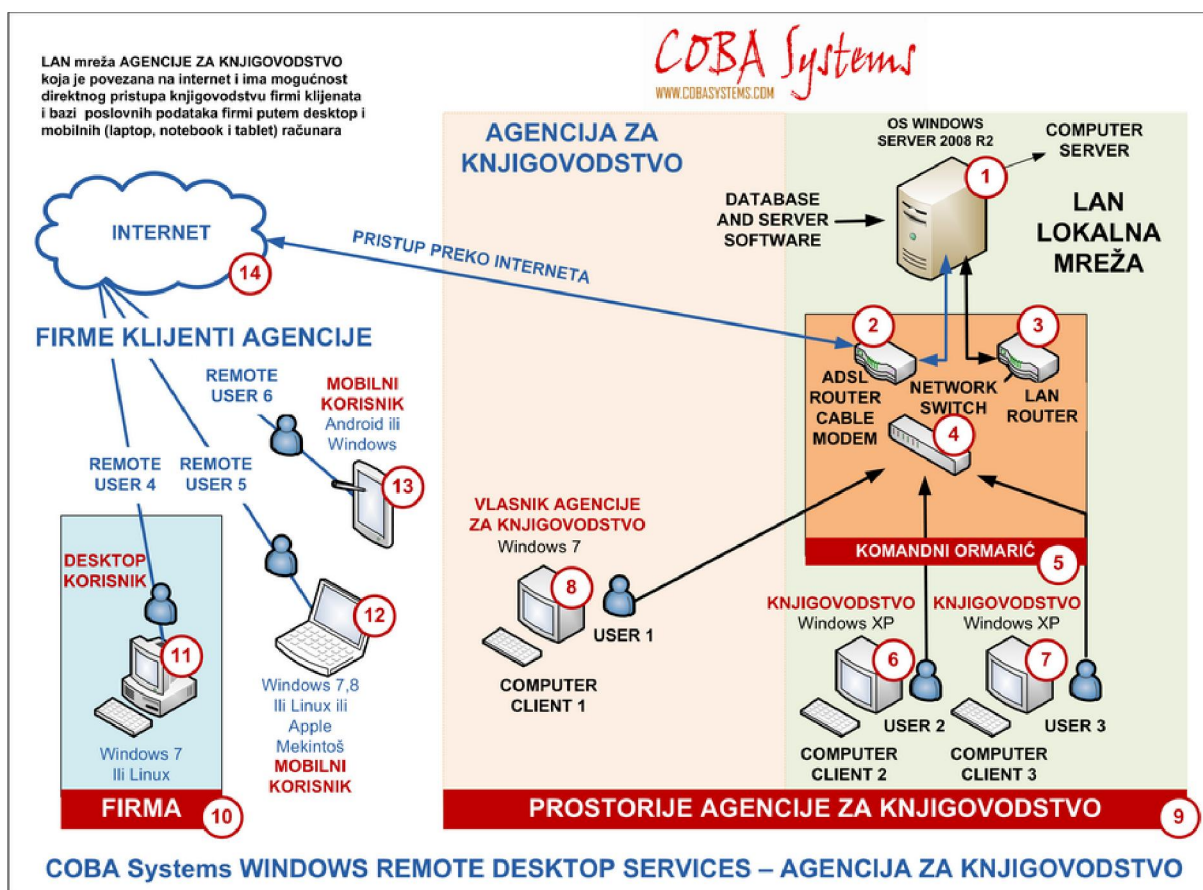 LAN mreža AGENCIJE ZA KNJIGOVODSTVO
koja je povezana na internet i ima mogućnost
direktnog pristupa knjigovodstvu firmi klijenata
i bazi poslovnih podataka firmi putem desktop i
mobilnih (laptop, notebook i tablet) računara
COBA Systems
WWW.COBASYSTEMS.COM
AGENCIJA ZA
KNJIGOVODSTVO
OS WINDOWS
SERVER 2008 R2
COMPUTER
SERVER
1
DATABASE
AND SERVER
SOFTWARE
LAN
LOKALNA
MREŽA
INTERNET
14
PRISTUP PREKO INTERNETA
FIRME KLIJENTI AGENCIJE
2
3
ADSL
ROUTER
CABLE
MODEM
NETWORK
SWITCH
LAN
ROUTER
4
KOMANDNI ORMARIĆ
5
REMOTE
USER 6
MOBILNI
KORISNIK
Android ili
Windows
13
REMOTE
USER 4
REMOTE
USER 5
DESKTOP
KORISNIK
11
Windows 7
Ili Linux
FIRMA
10
12
Windows 7,8
Ili Linux ili
Apple
Mekintoš
MOBILNI
KORISNIK
VLASNIK AGENCIJE
ZA KNJIGOVODSTVO
Windows 7
8
USER 1
COMPUTER
CLIENT 1
KNJIGOVODSTVO
Windows XP
6
USER 2
COMPUTER
CLIENT 2
KNJIGOVODSTVO
Windows XP
7
USER 3
COMPUTER
CLIENT 3
PROSTORIJE AGENCIJE ZA KNJIGOVODSTVO
9
COBA Systems WINDOWS REMOTE DESKTOP SERVICES – AGENCIJA ZA KNJIGOVODSTVO